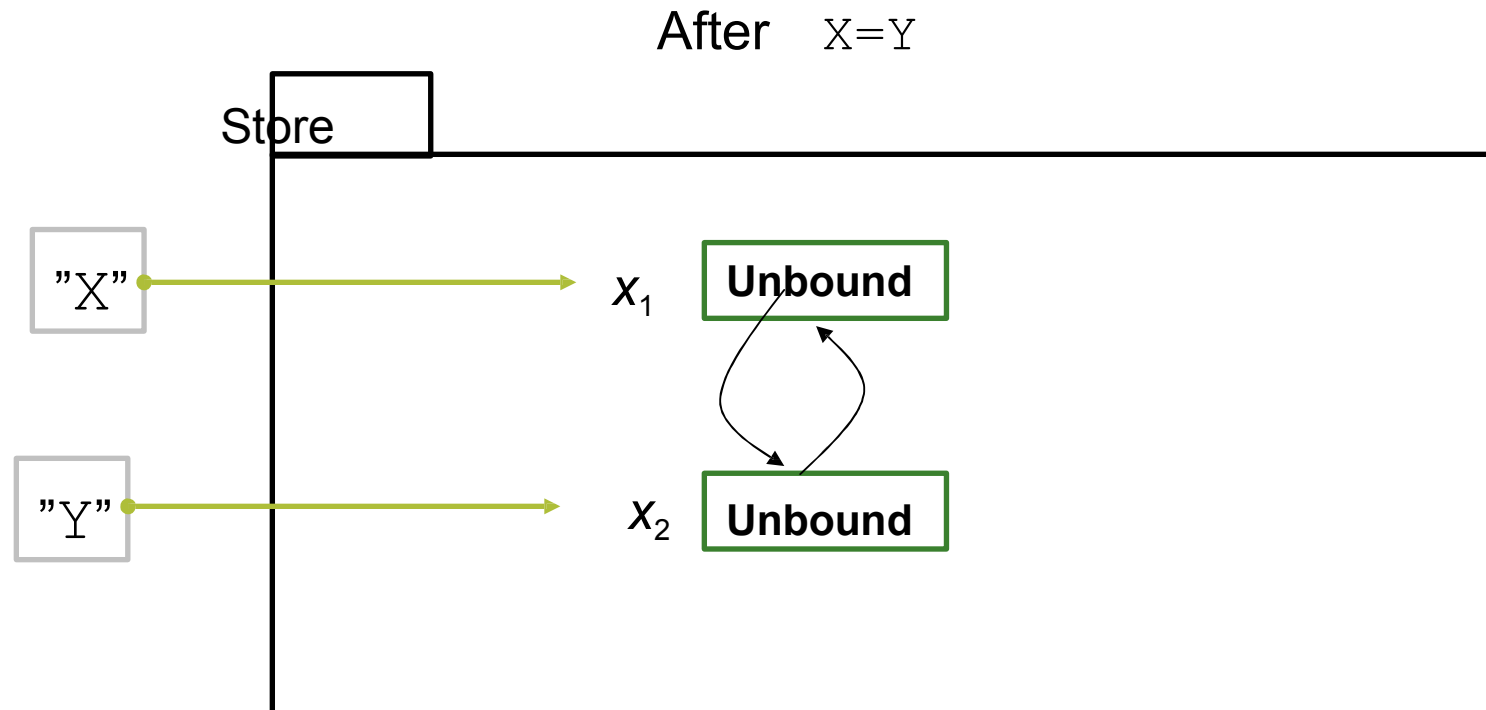 After X=Y
Store
”X”
x₁
Unbound
”Y”
x₂
Unbound